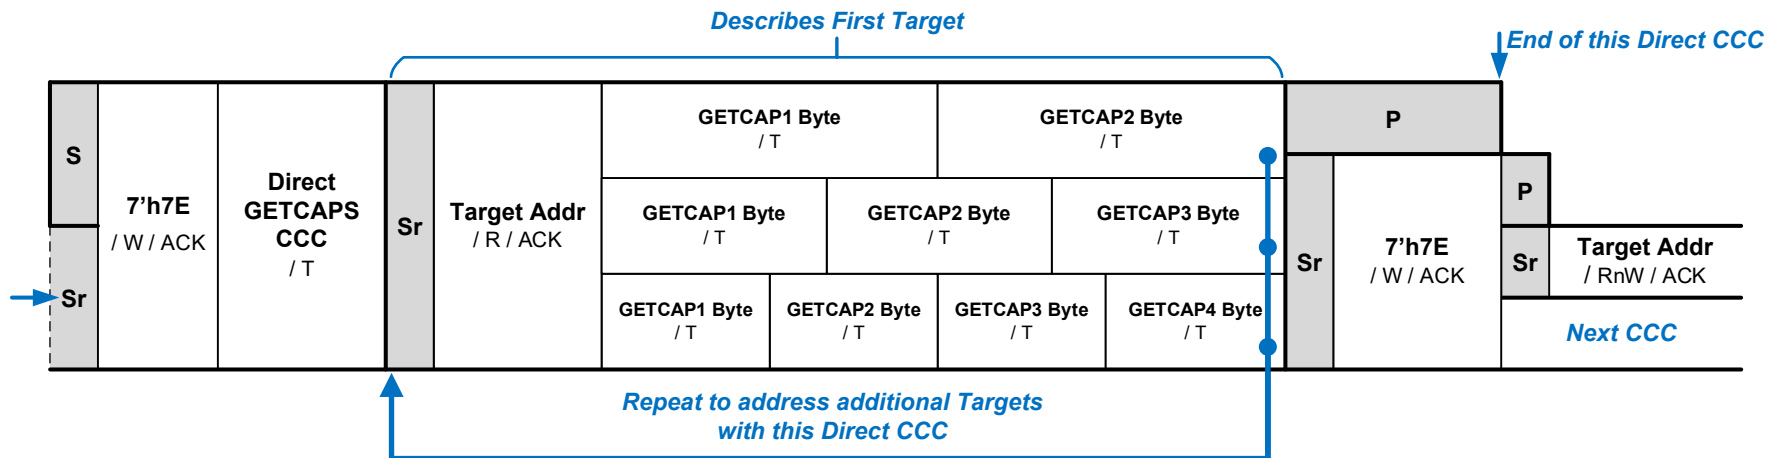 Describes First Target
End of this Direct CCC
S
Sr
7’h7E
/ W / ACK
Direct
GETCAPS
CCC
/ T
Sr
Target Addr
/ R / ACK
GETCAP1 Byte
/ T
GETCAP2 Byte
/ T
GETCAP1 Byte
/ T
GETCAP2 Byte
/ T
GETCAP3 Byte
/ T
GETCAP1 Byte
/ T
GETCAP2 Byte
/ T
GETCAP3 Byte
/ T
GETCAP4 Byte
/ T
P
Sr
7’h7E
/ W / ACK
P
Sr
Target Addr
/ RnW / ACK
Next CCC
Repeat to address additional Targets
with this Direct CCC